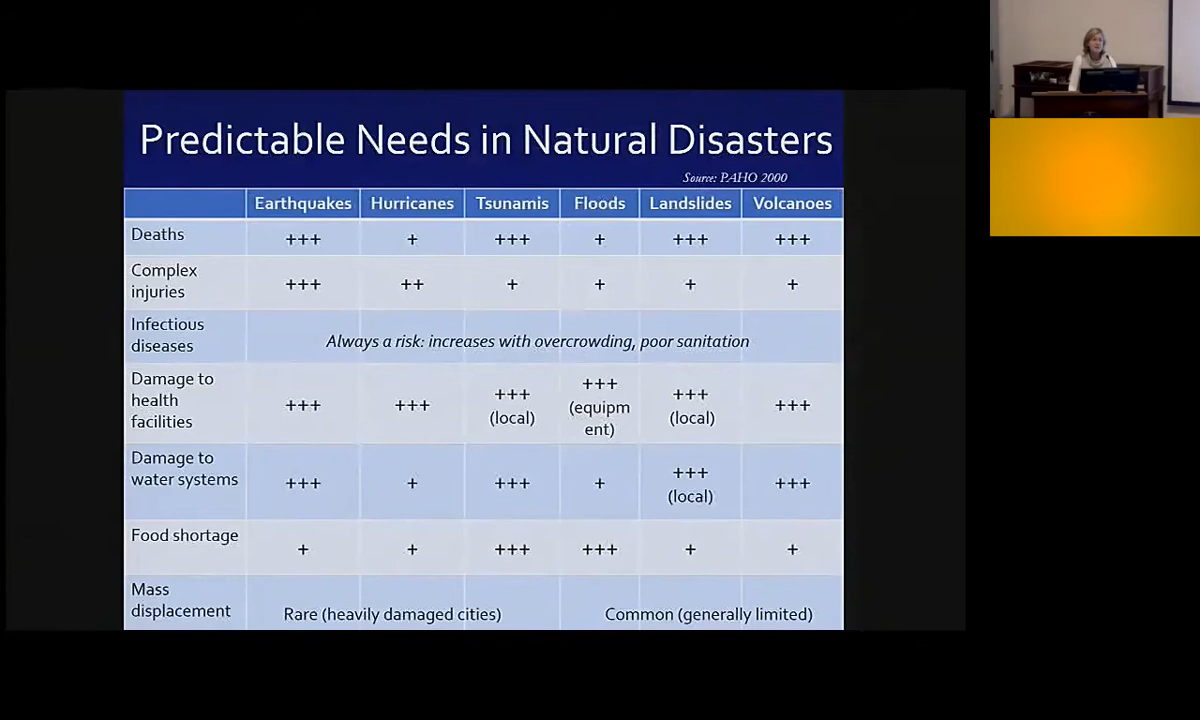 Predictable Needs in Natural Disasters
Source: PAHO 2000
Earthquakes Hurricanes Tsunamis Floods Landslides Volcanoes
Deaths +++ + +++ + +++ +++
Complex
injuries +++ ++ + + + +
Infectious
diseases Always a risk: increases with overcrowding, poor sanitation
Damage to
health
facilities +++ +++ +++
(local) +++
(equipm
ent) +++
(local) +++
Damage to
water systems +++ + +++ + +++
(local) +++
Food shortage + + +++ +++ + +
Mass
displacement Rare (heavily damaged cities) Common (generally limited)